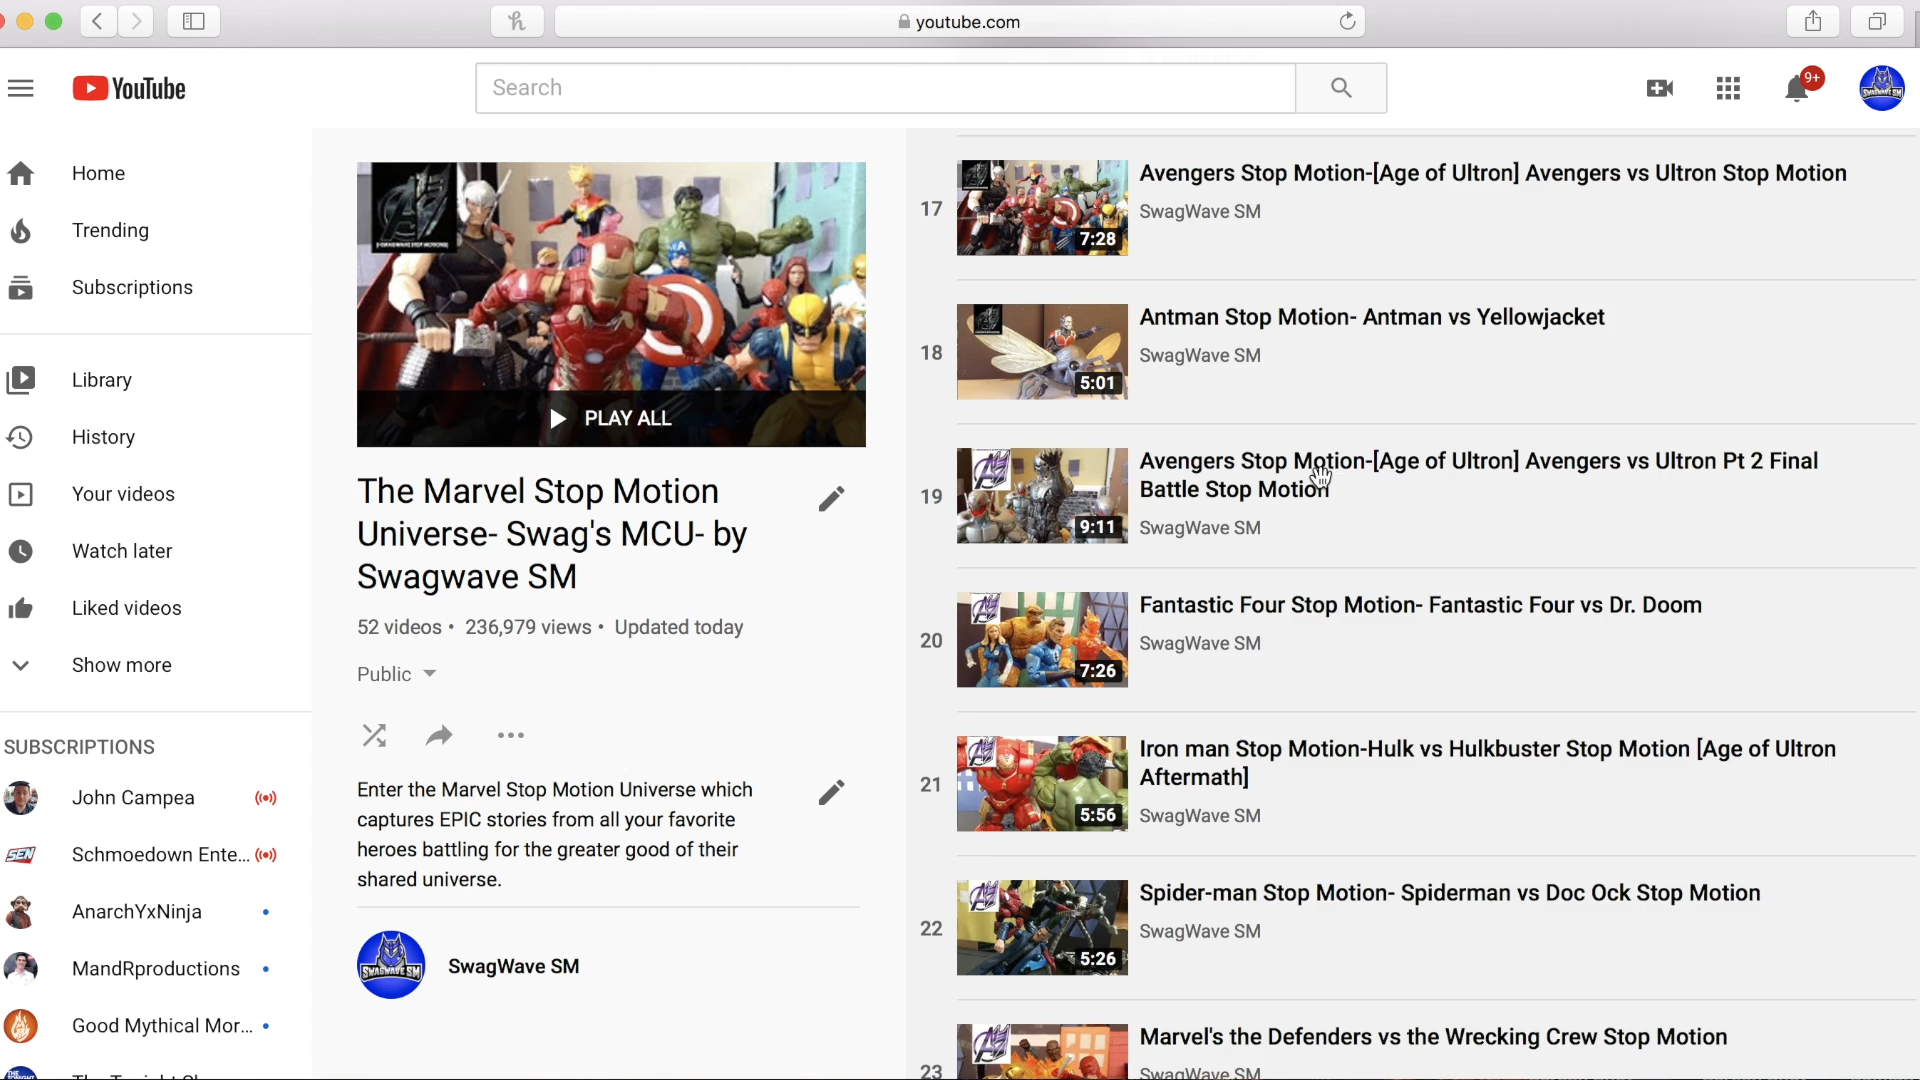 youtube.com
YouTube
Search
9+
Home
Trending
Subscriptions
Library
History
Your videos
Watch later
Liked videos
Show more
SUBSCRIPTIONS
John Campea
Schmoedown Ente...
AnarchYxNinja
MandRproductions
Good Mythical Mor...
PLAY ALL
The Marvel Stop Motion
Universe- Swag's MCU- by
Swagwave SM
52 videos • 236,979 views • Updated today
Public
Enter the Marvel Stop Motion Universe which
captures EPIC stories from all your favorite
heroes battling for the greater good of their
shared universe.
SWAGWAVE SM
SwagWave SM
17
7:28
Avengers Stop Motion-[Age of Ultron] Avengers vs Ultron Stop Motion
SwagWave SM
18
5:01
Antman Stop Motion- Antman vs Yellowjacket
SwagWave SM
19
9:11
Avengers Stop Motion-[Age of Ultron] Avengers vs Ultron Pt 2 Final
Battle Stop Motion
SwagWave SM
20
7:26
Fantastic Four Stop Motion- Fantastic Four vs Dr. Doom
SwagWave SM
21
5:56
Iron man Stop Motion-Hulk vs Hulkbuster Stop Motion [Age of Ultron
Aftermath]
SwagWave SM
22
5:26
Spider-man Stop Motion- Spiderman vs Doc Ock Stop Motion
SwagWave SM
23
Marvel's the Defenders vs the Wrecking Crew Stop Motion
SwagWave SM